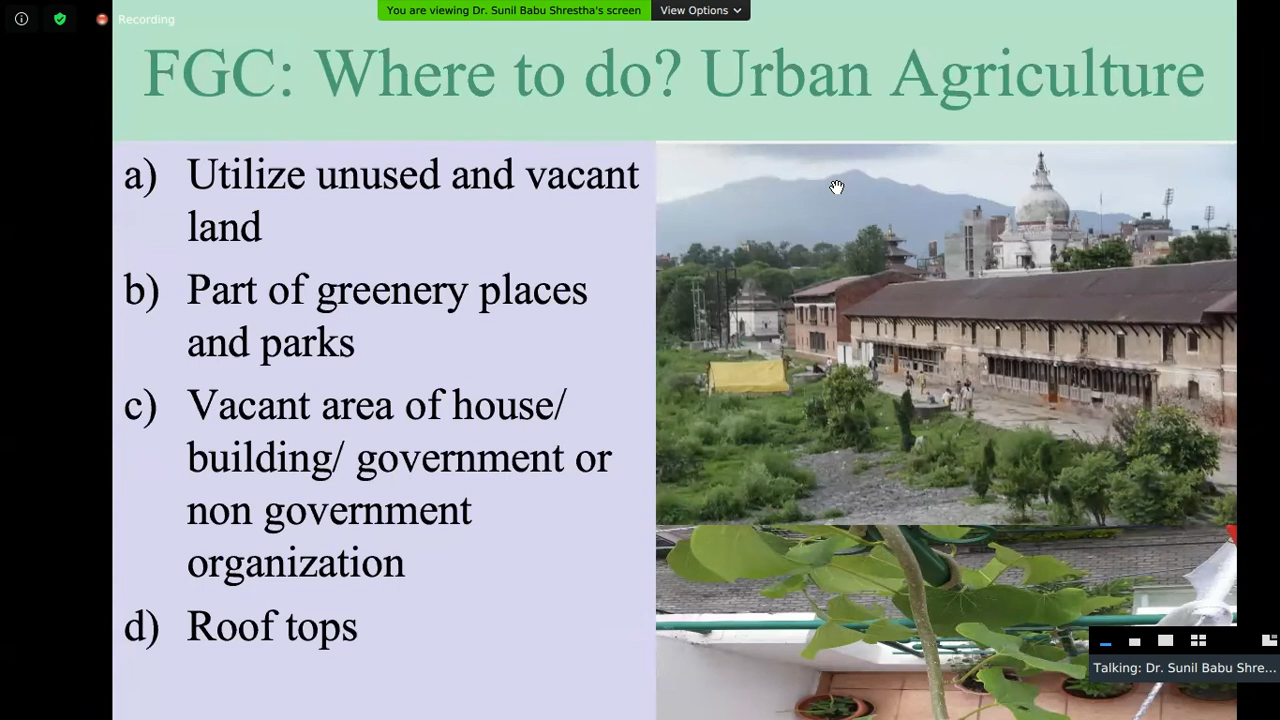 You are viewing Dr. Sunil Babu Shrestha's screen
View Options
Recording
FGC: Where to do? Urban Agriculture
a) Utilize unused and vacant
land
b) Part of greenery places
and parks
c) Vacant area of house/
building/ government or
non government
organization
d) Roof tops
Talking: Dr. Sunil Babu Shre...